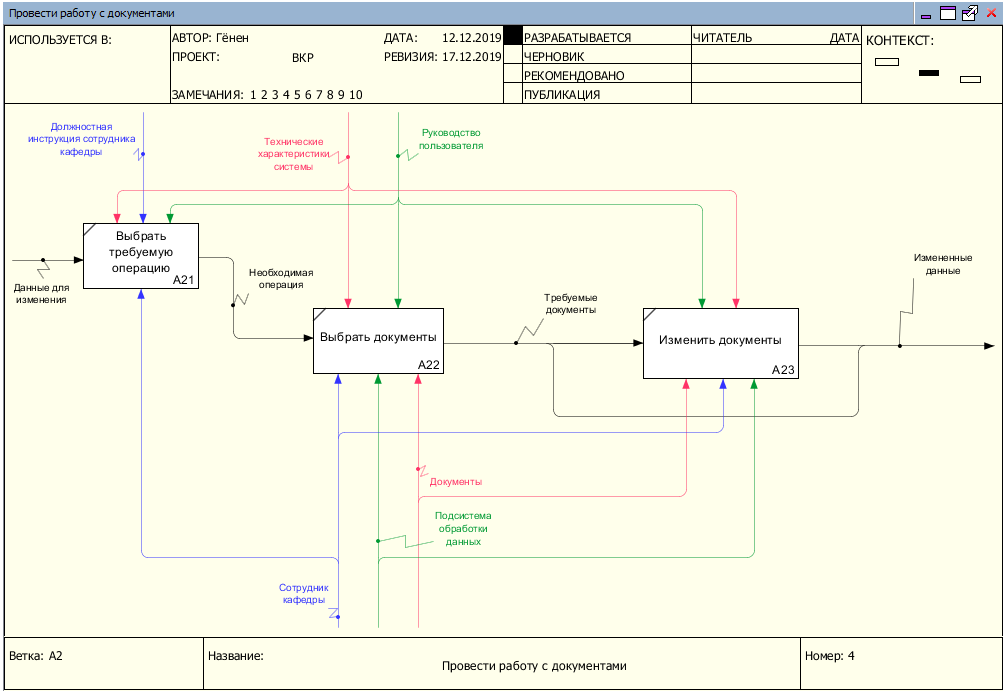 Провести работу с документами
ИСПОЛЬЗУЕТСЯ В:
АВТОР: Гёнен
ДАТА: 12.12.2019
ПРОЕКТ: ВКР
РЕВИЗИЯ: 17.12.2019
ЗАМЕЧАНИЯ: 1 2 3 4 5 6 7 8 9 10
РАЗРАБАТЫВАЕТСЯ
ЧЕРНОВИК
РЕКОМЕНДОВАНО
ПУБЛИКАЦИЯ
ЧИТАТЕЛЬ ДАТА
КОНТЕКСТ:
Должностная
инструкция сотрудника
кафедры
Технические
характеристики
системы
Руководство
пользователя
Выбрать
требуемую
операцию
A21
Данные для
изменения
Необходимая
операция
Выбрать документы
A22
Требуемые
документы
Изменить документы
A23
Измененные
данные
Документы
Подсистема
обработки
данных
Сотрудник
кафедры
Ветка: A2
Название:
Провести работу с документами
Номер: 4